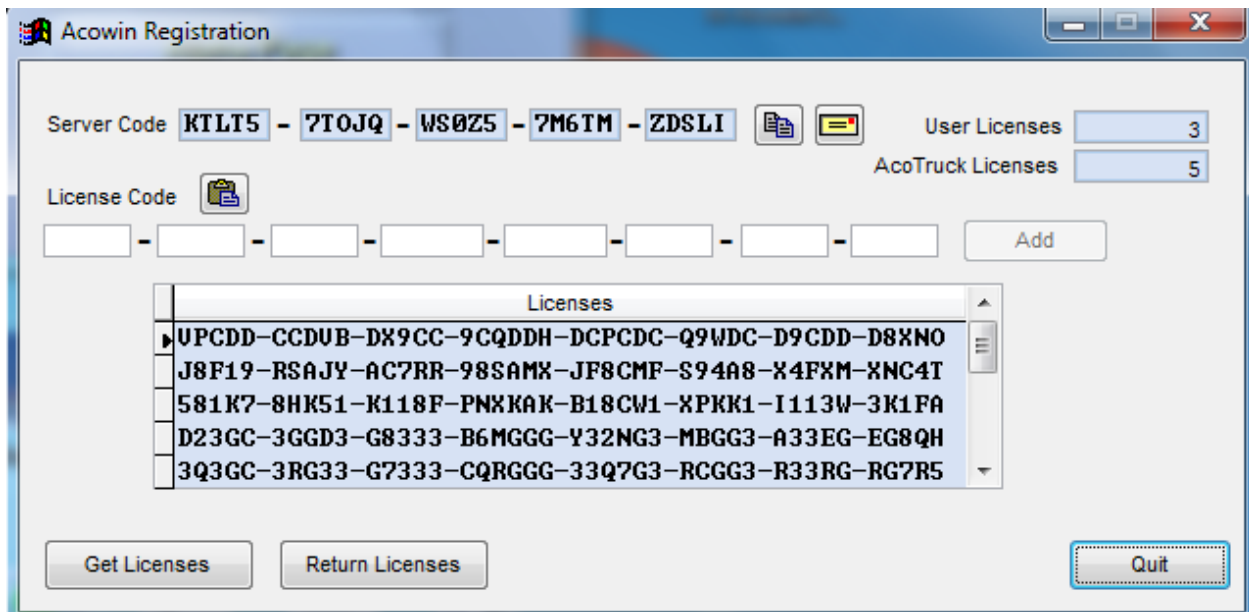 Acowin Registration
Server Code KTLT5 - 7TOJQ - WS0Z5 - 7M6TM - ZDSLI
User Licenses 3
AcoTruck Licenses 5
License Code
- - - - - - - Add
Licenses
VPCDD-CCDVB-DX9CC-9CQDDH-DCPCDC-Q9WDC-D9CDD-D8XNO
J8F19-RSAJY-AC7RR-98SAMX-JF8CMF-S94A8-X4FXM-XNC4T
581K7-8HK51-K118F-PNXKAK-B18CW1-XPKK1-I113W-3K1FA
D23GC-3GGD3-G8333-B6MGGG-Y32NG3-MBGG3-A33EG-EG8QH
3Q3GC-3RG33-G7333-CQRGGG-33Q7G3-RCGG3-R33RG-RG7R5
Get Licenses Return Licenses Quit